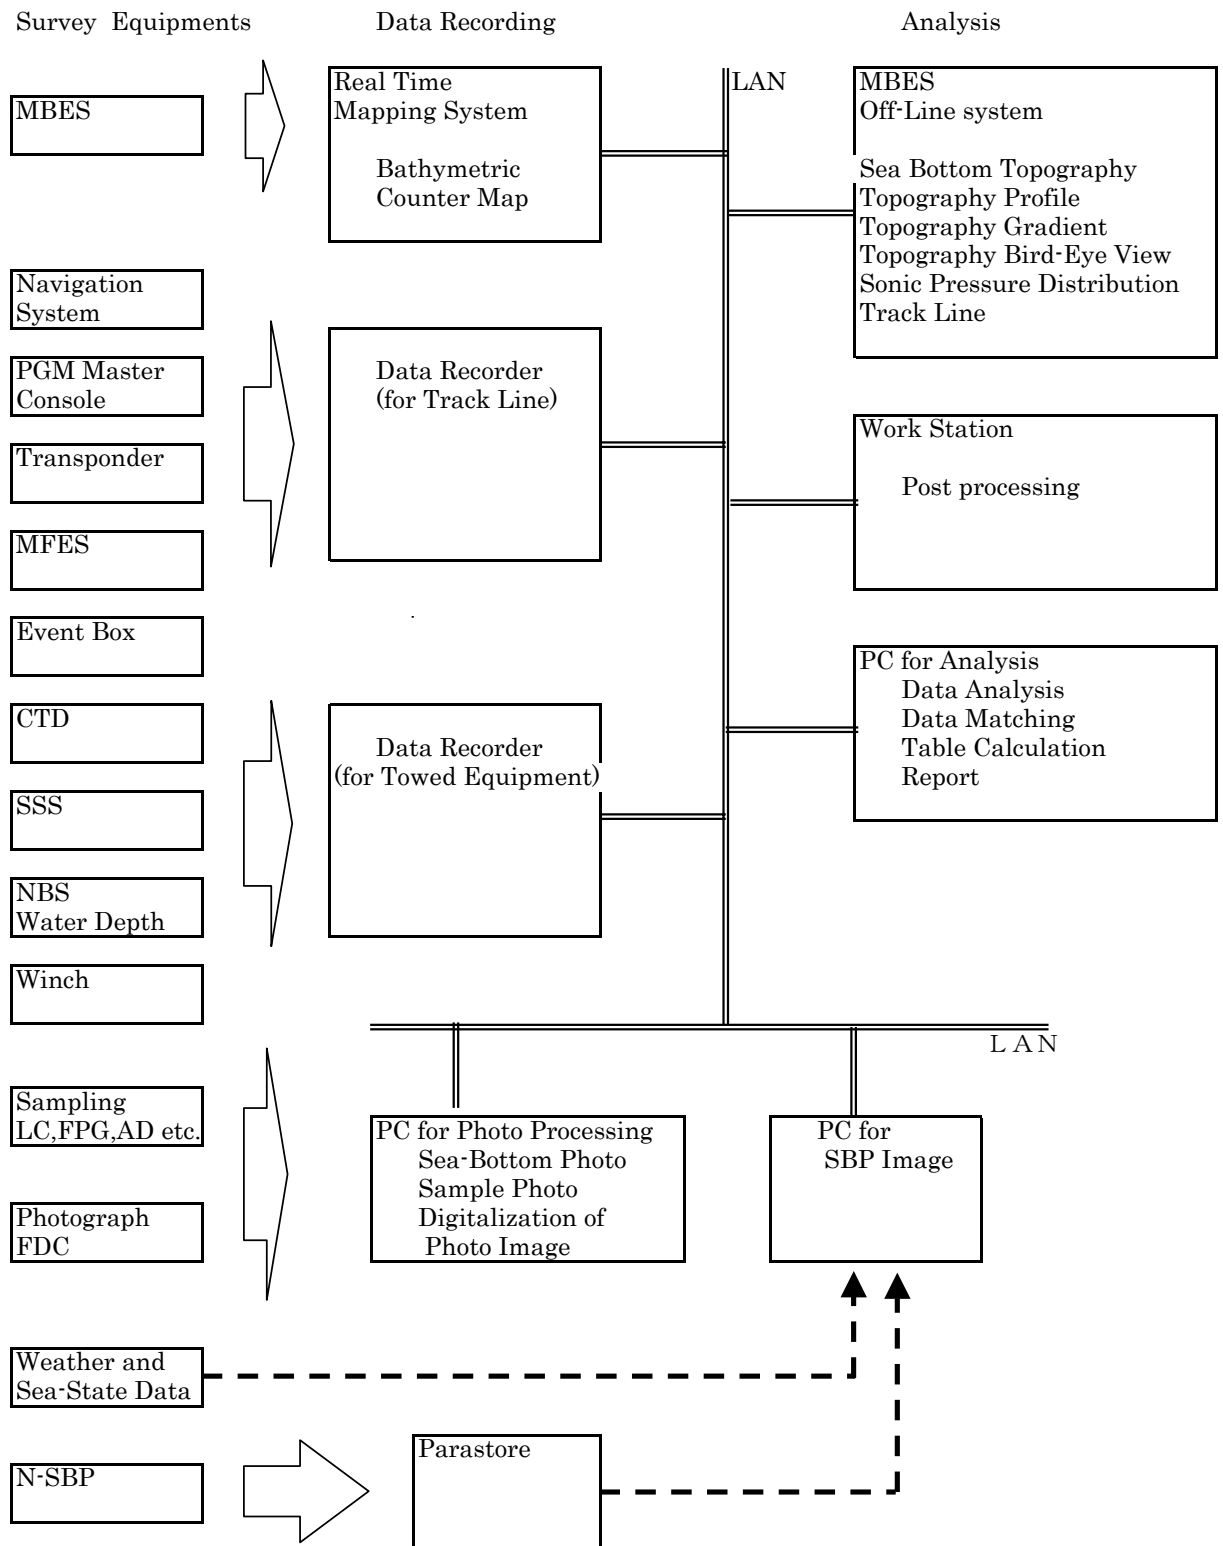 Survey Equipments
Data Recording
Analysis
MBES
Real Time
Mapping System
Bathymetric
Counter Map
LAN
MBES
Off-Line system
Sea Bottom Topography
Topography Profile
Topography Gradient
Topography Bird-Eye View
Sonic Pressure Distribution
Track Line
Navigation
System
PGM Master
Console
Transponder
MFES
Event Box
Data Recorder
(for Track Line)
Work Station
Post processing
CTD
SSS
NBS
Water Depth
Winch
Data Recorder
(for Towed Equipment)
PC for Analysis
Data Analysis
Data Matching
Table Calculation
Report
ＬＡＮ
Sampling
LC,FPG,AD etc.
Photograph
FDC
PC for Photo Processing
Sea-Bottom Photo
Sample Photo
Digitalization of
Photo Image
PC for
SBP Image
Weather and
Sea-State Data
N-SBP
Parastore